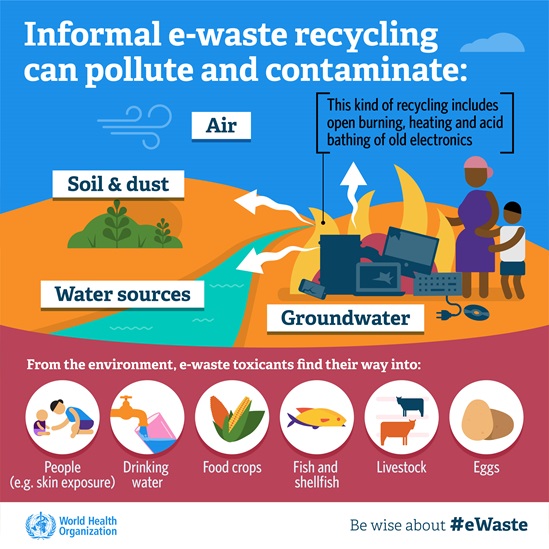 Informal e-waste recycling
can pollute and contaminate:
This kind of recycling includes
open burning, heating and acid
bathing of old electronics
Air
Soil & dust
Water sources
Groundwater
From the environment, e-waste toxicants find their way into:
People
(e.g. skin exposure)
Drinking
water
Food crops
Fish and
shellfish
Livestock
Eggs
World Health
Organization
Be wise about #eWaste